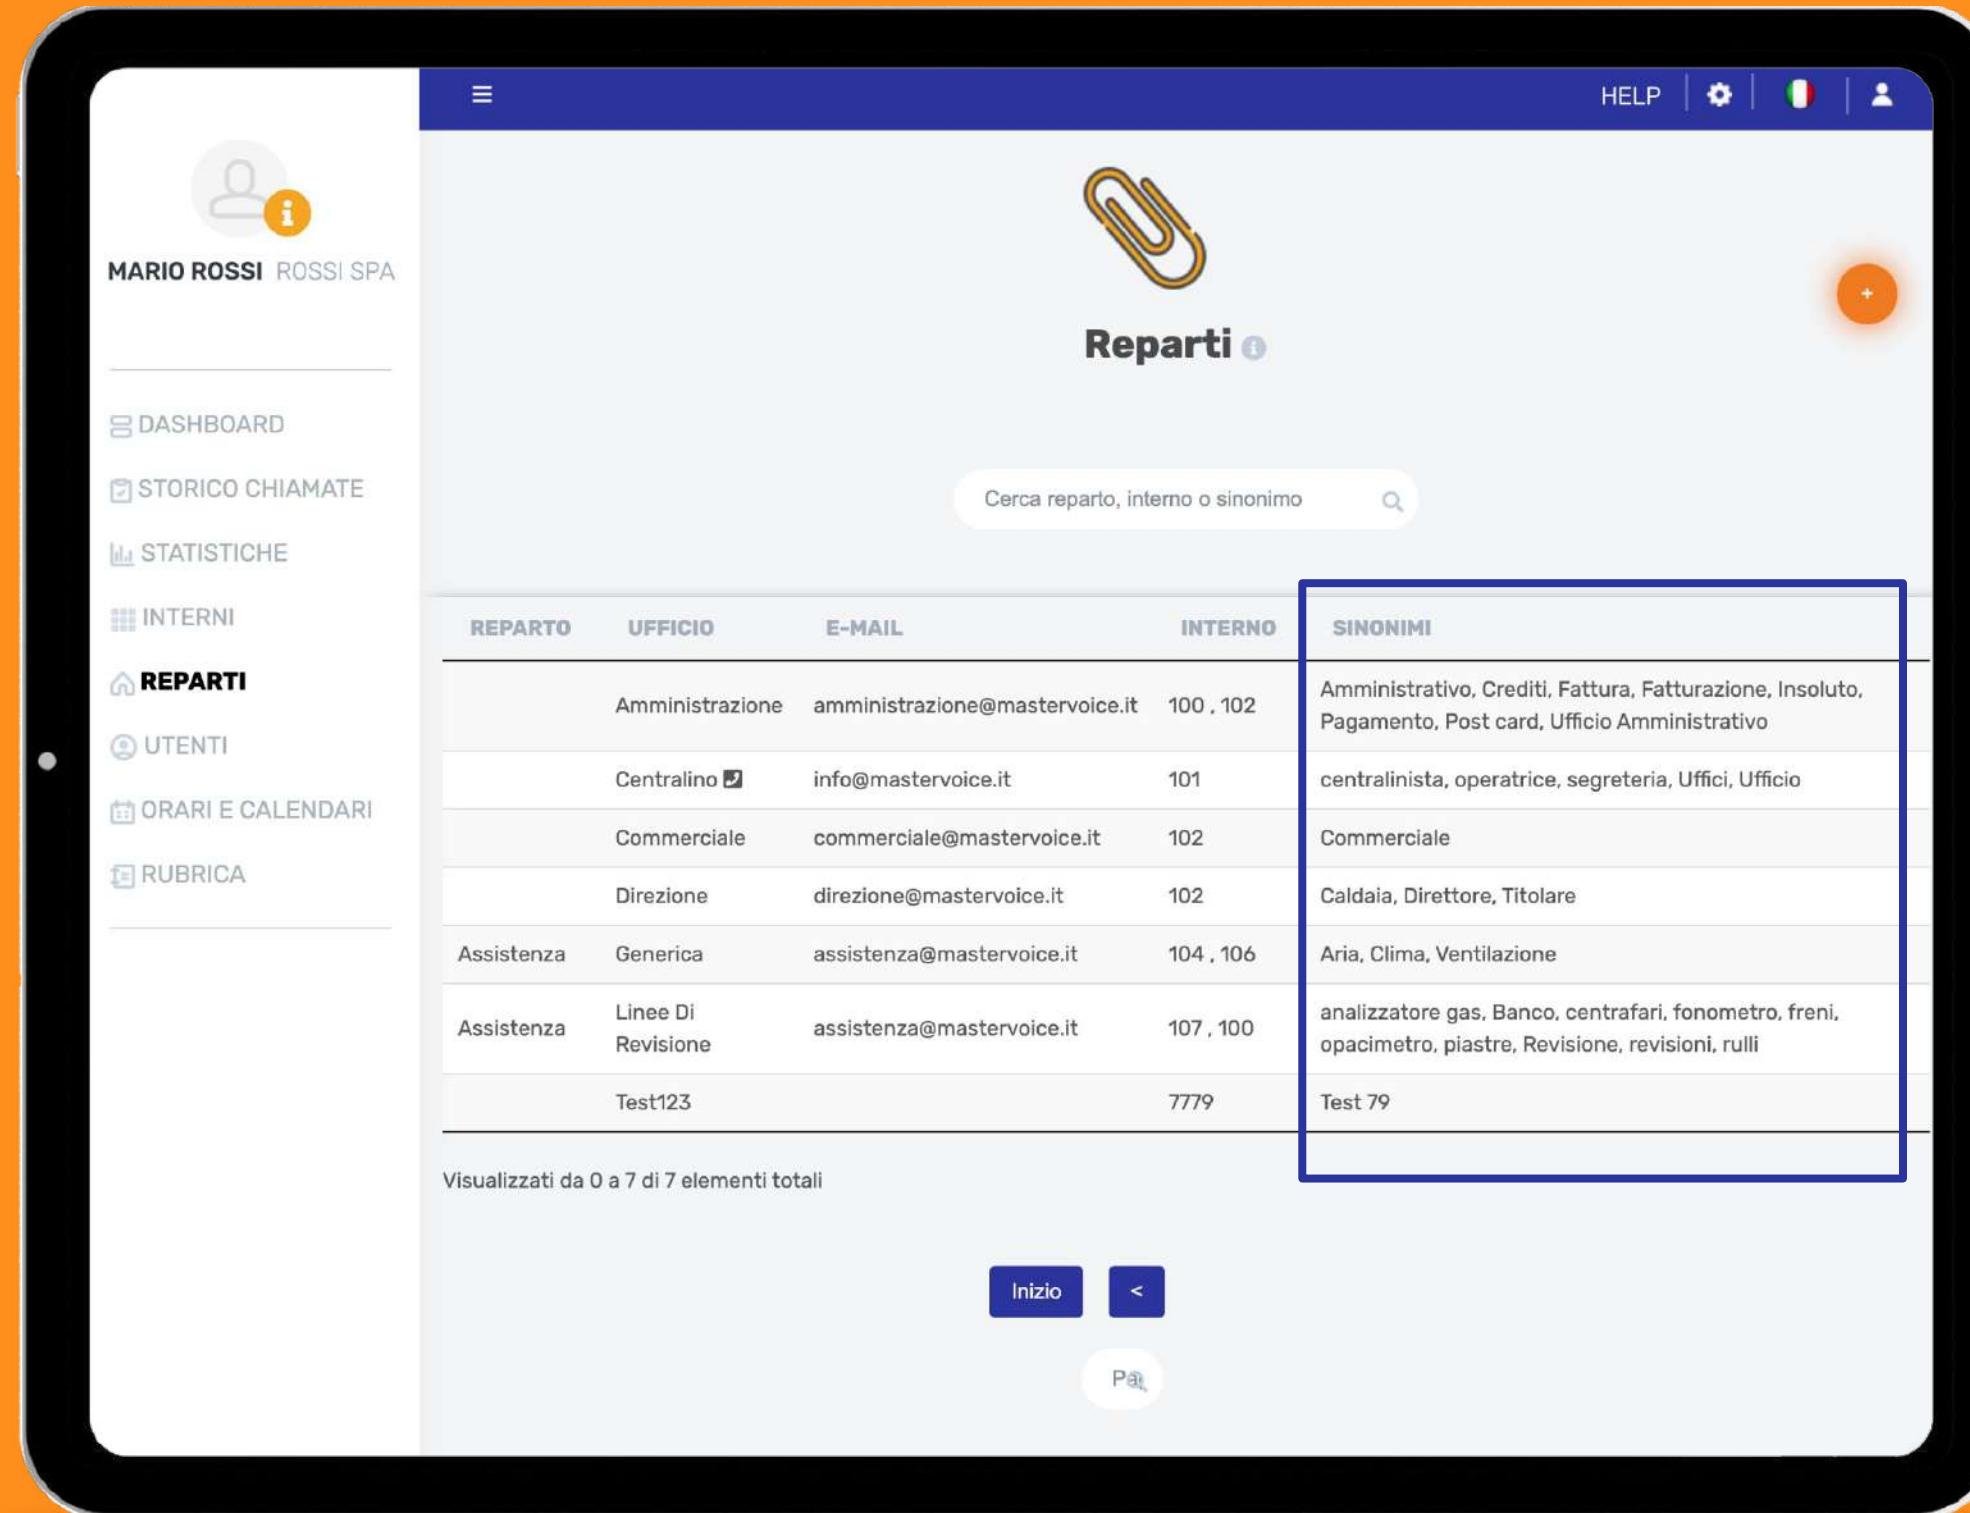 HELP
MARIO ROSSI ROSSI SPA
DASHBOARD
STORICO CHIAMATE
STATISTICHE
INTERNI
REPARTI
UTENTI
ORARI E CALENDARI
RUBRICA
+
Reparti
Cerca reparto, interno o sinonimo
REPARTO UFFICIO E-MAIL INTERNO SINONIMI
Amministrazione amministrazione@mastervoice.it 100 , 102 Amministrativo, Crediti, Fattura, Fatturazione, Insoluto,
Pagamento, Post card, Ufficio Amministrativo
Centralino info@mastervoice.it 101 centralinista, operatrice, segreteria, Uffici, Ufficio
Commerciale commerciale@mastervoice.it 102 Commerciale
Direzione direzione@mastervoice.it 102 Caldaia, Direttore, Titolare
Assistenza Generica assistenza@mastervoice.it 104 , 106 Aria, Clima, Ventilazione
Assistenza Linee Di Revisione assistenza@mastervoice.it 107 , 100 analizzatore gas, Banco, centrafari, fonometro, freni,
opacimetro, piastre, Revisione, revisioni, rulli
Test123 7779 Test 79
Visualizzati da 0 a 7 di 7 elementi totali
Inizio <